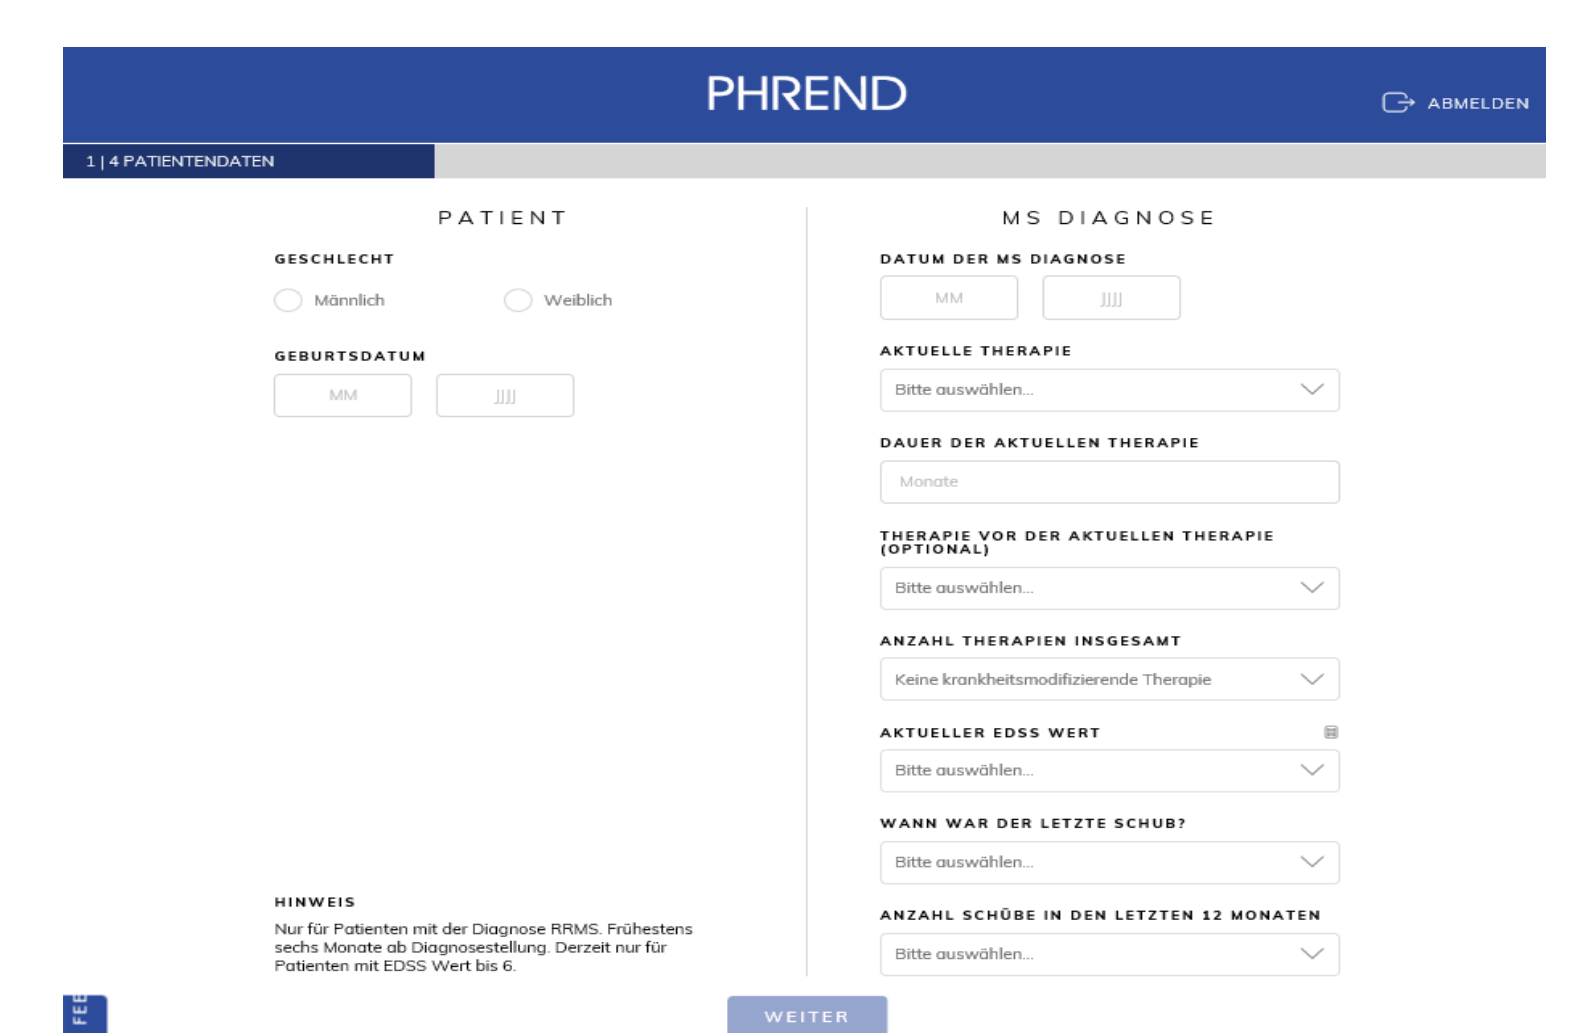 PHREND
ABMELDEN
1 | 4 PATIENTENDATEN
PATIENT
GESCHLECHT
Männlich
Weiblich
GEBURTSDATUM
MM
JJJJ
HINWEIS
Nur für Patienten mit der Diagnose RRMS. Frühestens
sechs Monate ab Diagnosestellung. Derzeit nur für
Patienten mit EDSS Wert bis 6.
MS DIAGNOSE
DATUM DER MS DIAGNOSE
MM
JJJJ
AKTUELLE THERAPIE
Bitte auswählen...
DAUER DER AKTUELLEN THERAPIE
Monate
THERAPIE VOR DER AKTUELLEN THERAPIE
(OPTIONAL)
Bitte auswählen...
ANZAHL THERAPIEN INSGESAMT
Keine krankheitsmodifizierende Therapie
AKTUELLER EDSS WERT
Bitte auswählen...
WANN WAR DER LETZTE SCHUB?
Bitte auswählen...
ANZAHL SCHÜBE IN DEN LETZTEN 12 MONATEN
Bitte auswählen...
WEITER